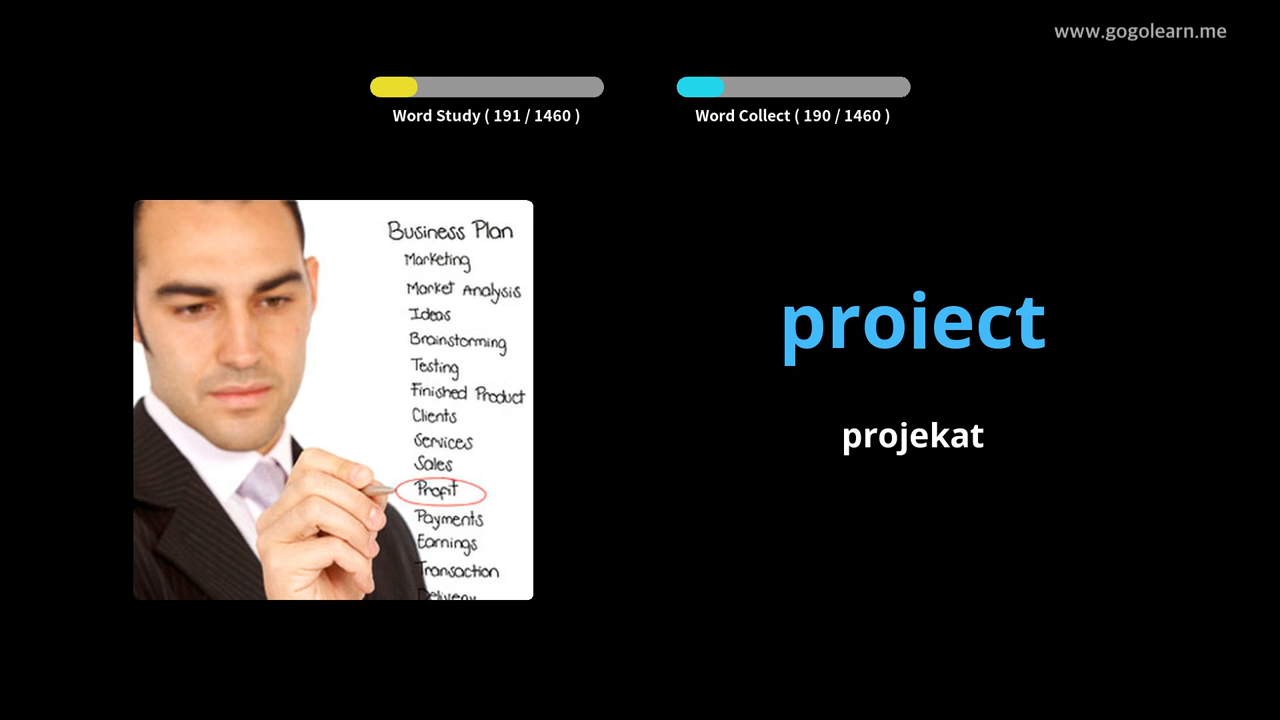 www.gogolearn.me
Word Study ( 191 / 1460 )
Word Collect ( 190 / 1460 )
Business Plan
Marketing
Market Analysis
Ideas
Brainstorming
Testing
Finished Product
Clients
Services
Sales
Profit
Payments
Earnings
Transaction
Delivery
proiect
projekat